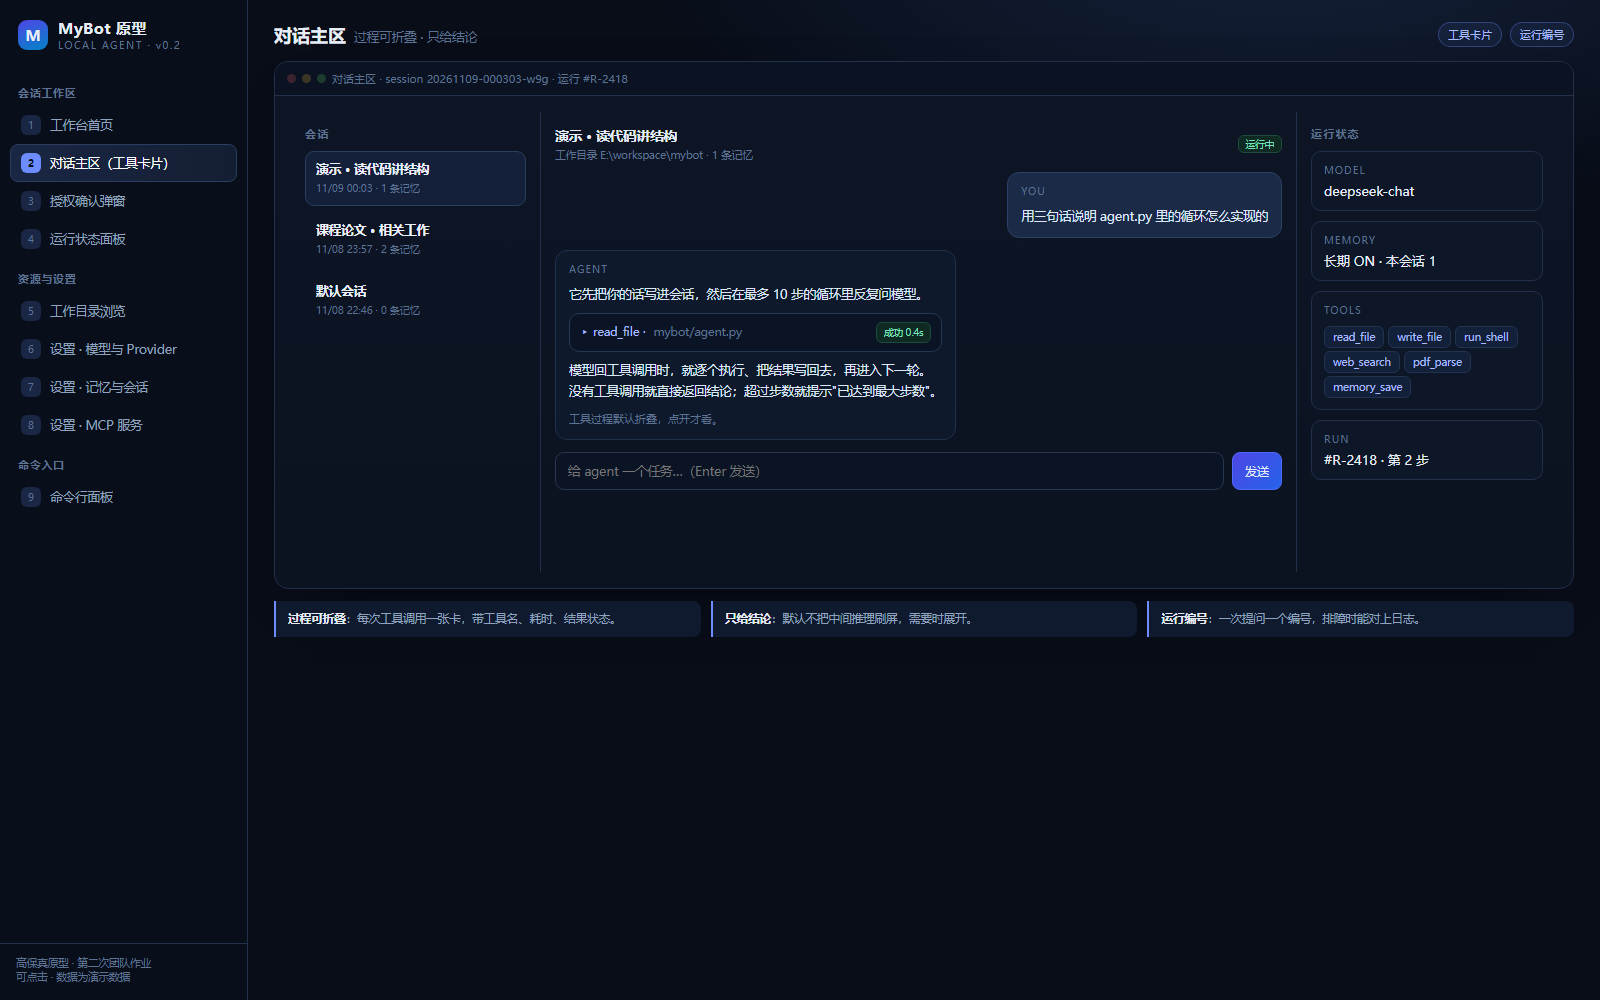 M
MyBot 原型
LOCAL AGENT · v0.2
会话工作区
1 工作台首页
2 对话主区（工具卡片）
3 授权确认弹窗
4 运行状态面板
资源与设置
5 工作目录浏览
6 设置 · 模型与 Provider
7 设置 · 记忆与会话
8 设置 · MCP 服务
命令入口
9 命令行面板
高保真原型 · 第二次团队作业
可点击 · 数据为演示数据
对话主区 过程可折叠 · 只给结论
工具卡片 运行编号
对话主区 · session 20261109-000303-w9g · 运行 #R-2418
会话
演示 • 读代码讲结构
11/09 00:03 · 1 条记忆
课程论文 • 相关工作
11/08 23:57 · 2 条记忆
默认会话
11/08 22:46 · 0 条记忆
演示 • 读代码讲结构
工作目录 E:\workspace\mybot · 1 条记忆
运行中
YOU
用三句话说明 agent.py 里的循环怎么实现的
AGENT
它先把你的话写进会话，然后在最多 10 步的循环里反复问模型。
▸ read_file · mybot/agent.py 成功 0.4s
模型回工具调用时，就逐个执行、把结果写回去，再进入下一轮。
没有工具调用就直接返回结论；超过步数就提示"已达到最大步数"。
工具过程默认折叠，点开才看。
给 agent 一个任务…（Enter 发送） 发送
运行状态
MODEL
deepseek-chat
MEMORY
长期 ON · 本会话 1
TOOLS
read_file write_file run_shell
web_search pdf_parse
memory_save
RUN
#R-2418 · 第 2 步
过程可折叠：每次工具调用一张卡，带工具名、耗时、结果状态。
只给结论：默认不把中间推理刷屏，需要时展开。
运行编号：一次提问一个编号，排障时能对上日志。